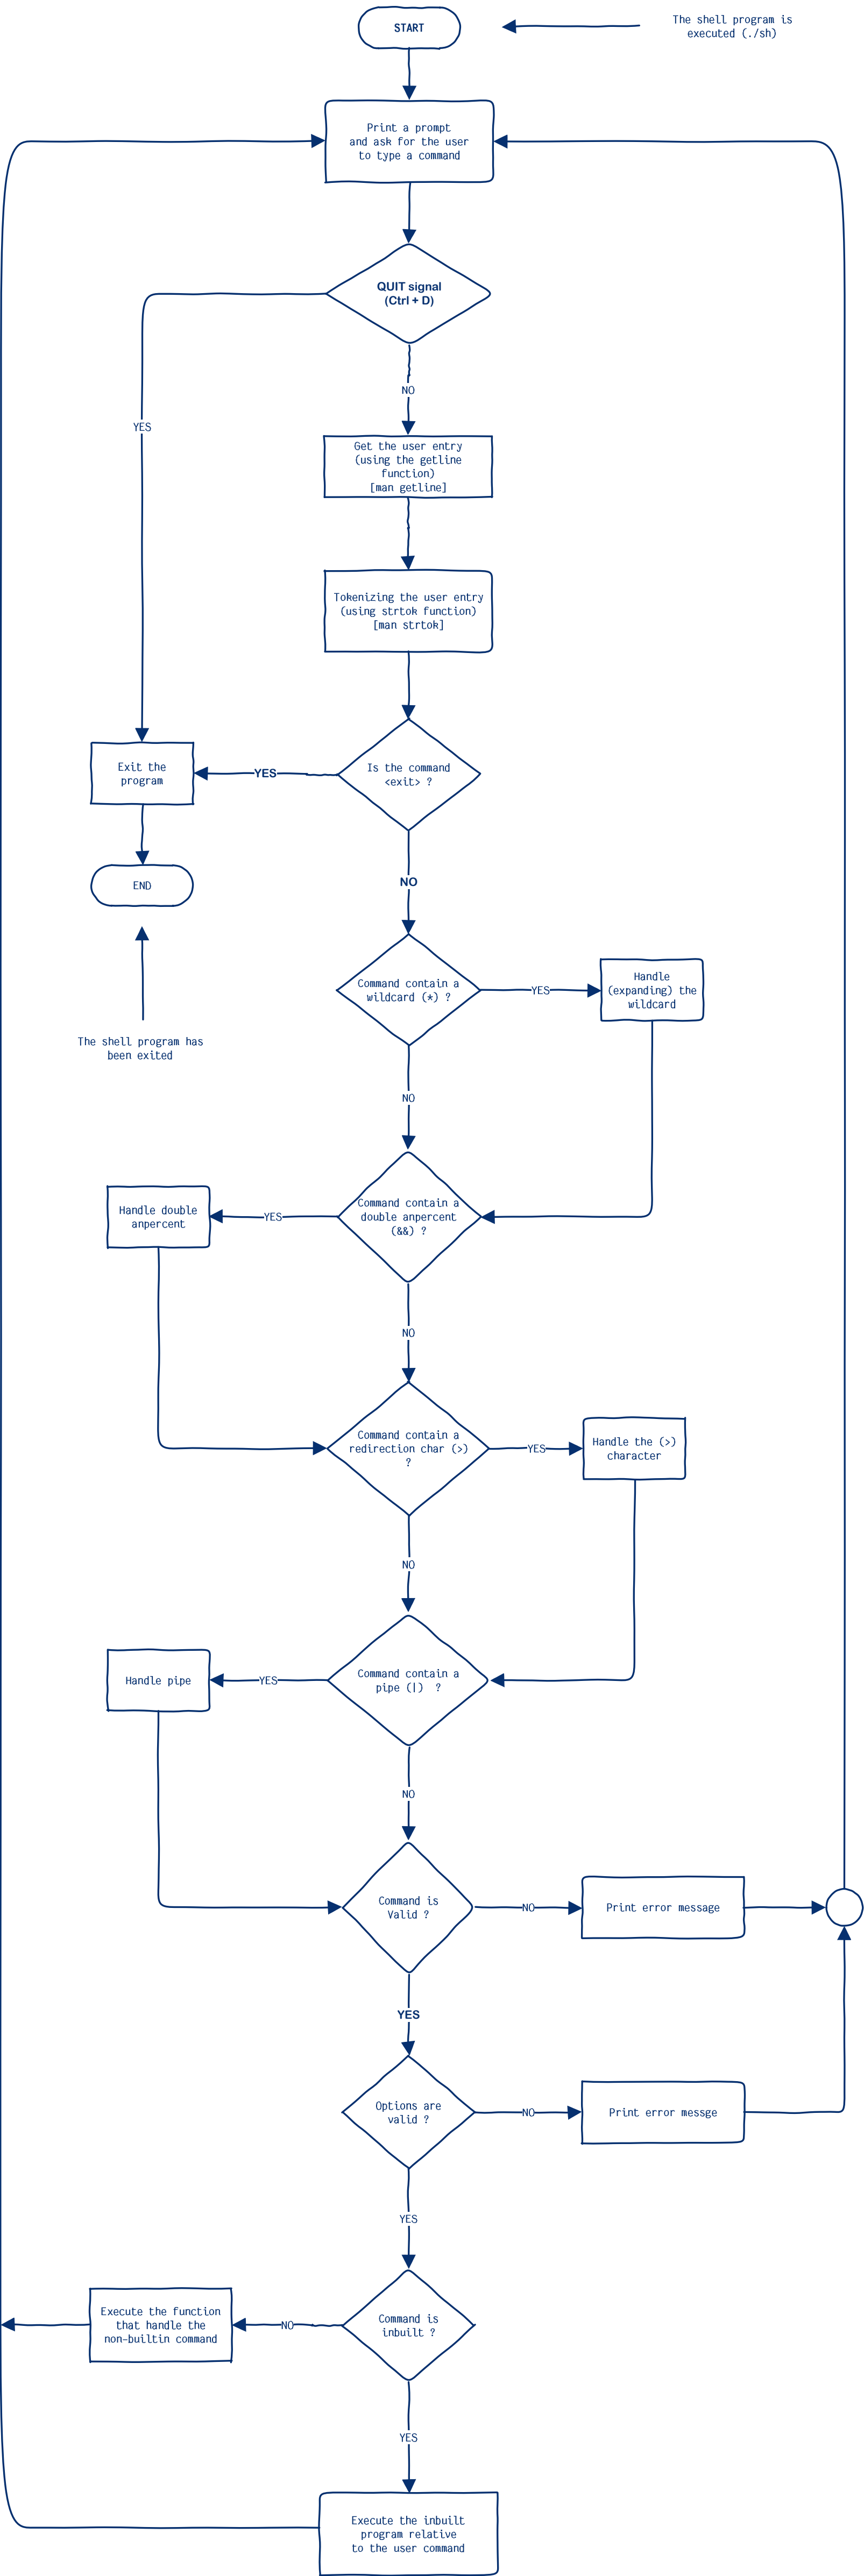 START
The shell program is
executed (./sh)
Print a prompt
and ask for the user
to type a command
QUIT signal
(Ctrl + D)
NO
YES
Get the user entry
(using the getline
function)
[man getline]
Tokenizing the user entry
(using strtok function)
[man strtok]
Exit the
program
YES
Is the command
<exit> ?
END
NO
Command contain a
wildcard (*) ?
YES
Handle
(expanding) the
wildcard
The shell program has
been exited
NO
Handle double
anpercent
YES
Command contain a
double anpercent
(&&) ?
NO
Command contain a
redirection char (>)
?
YES
Handle the (>)
character
NO
Handle pipe
YES
Command contain a
pipe (|) ?
NO
Command is
Valid ?
NO
Print error message
YES
Options are
valid ?
NO
Print error messge
YES
Execute the function
that handle the
non-builtin command
NO
Command is
inbuilt ?
YES
Execute the inbuilt
program relative
to the user command